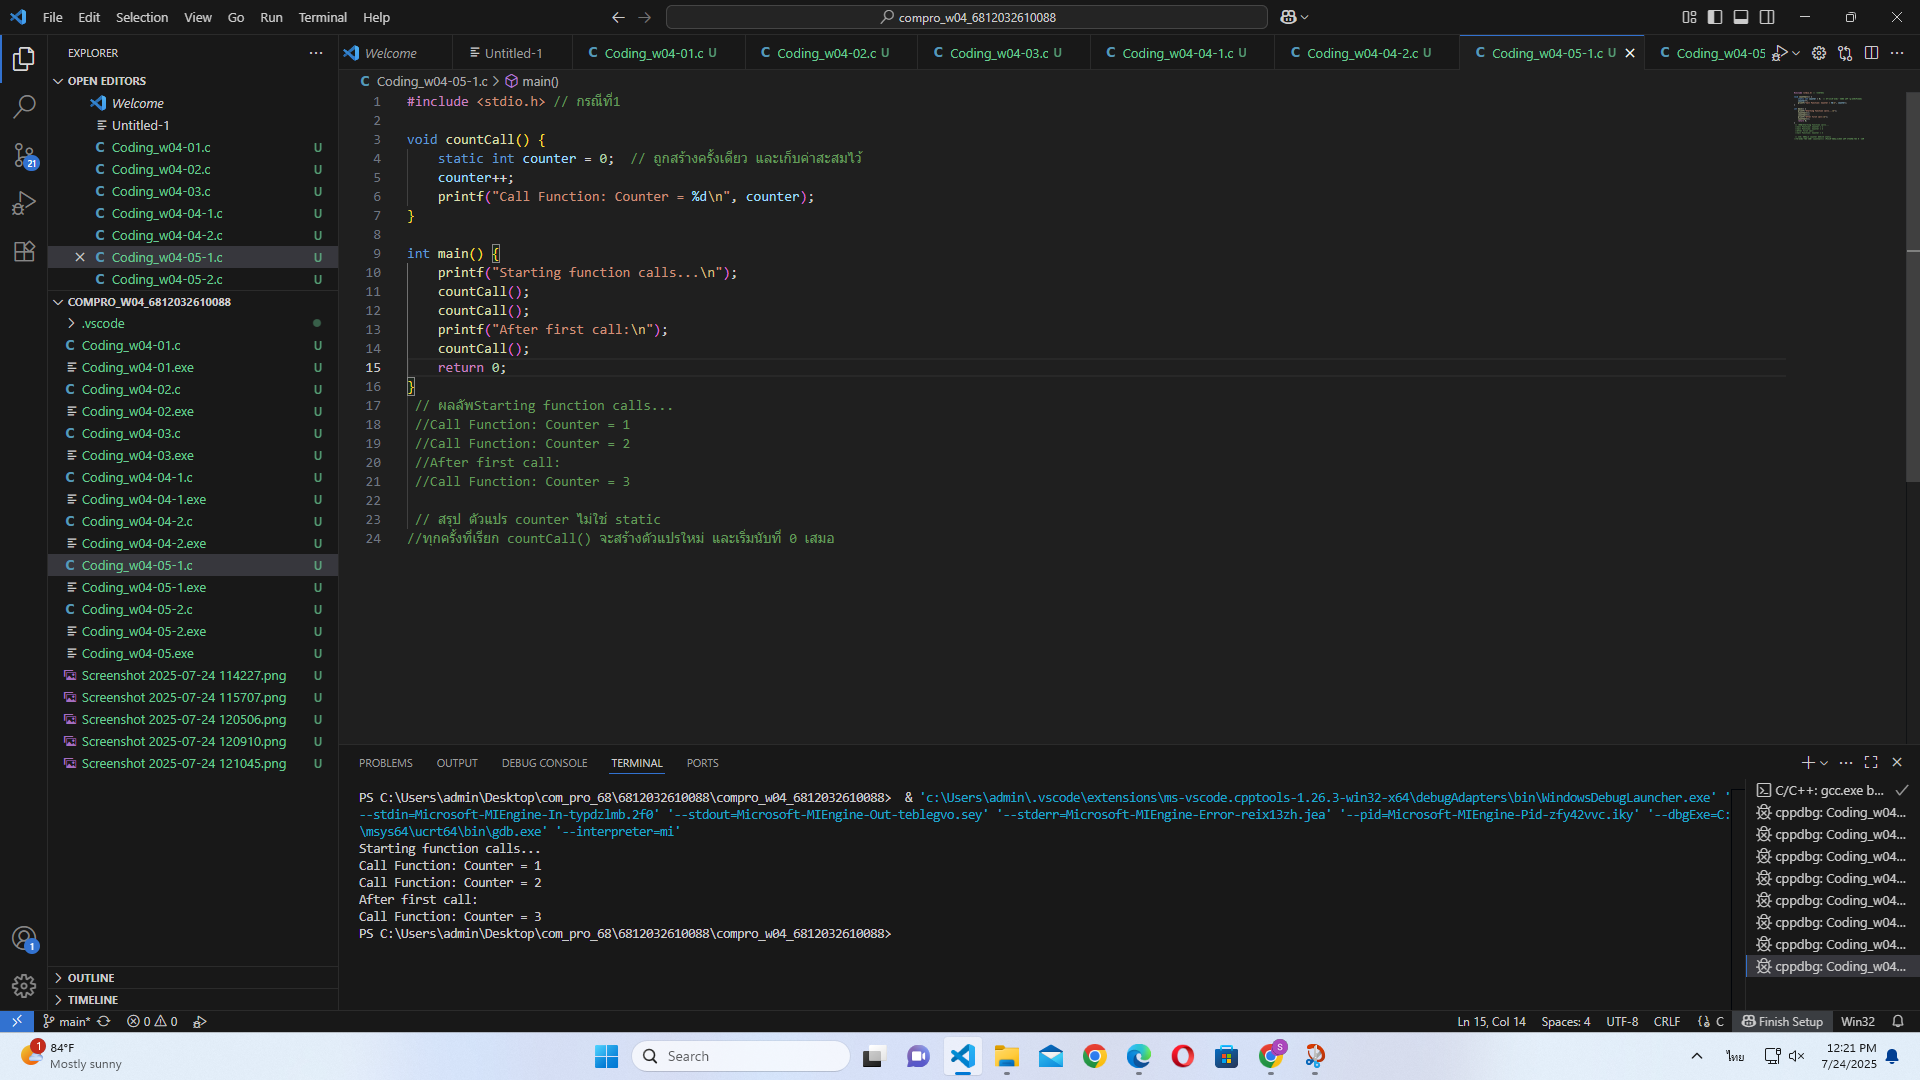 File Edit Selection View Go Run Terminal Help
compro_w04_6812032610088
EXPLORER
OPEN EDITORS
Welcome
Untitled-1
Coding_w04-01.c U
Coding_w04-02.c U
Coding_w04-03.c U
Coding_w04-04-1.c U
Coding_w04-04-2.c U
Coding_w04-05-1.c U
Coding_w04-05-2.c U
COMPRO_W04_6812032610088
.vscode
Coding_w04-01.c U
Coding_w04-01.exe U
Coding_w04-02.c U
Coding_w04-02.exe U
Coding_w04-03.c U
Coding_w04-03.exe U
Coding_w04-04-1.c U
Coding_w04-04-1.exe U
Coding_w04-04-2.c U
Coding_w04-04-2.exe U
Coding_w04-05-1.c U
Coding_w04-05-1.exe U
Coding_w04-05-2.c U
Coding_w04-05-2.exe U
Coding_w04-05.exe U
Screenshot 2025-07-24 114227.png U
Screenshot 2025-07-24 115707.png U
Screenshot 2025-07-24 120506.png U
Screenshot 2025-07-24 120910.png U
Screenshot 2025-07-24 121045.png U
OUTLINE
TIMELINE
21
1
Welcome Untitled-1 Coding_w04-01.c U Coding_w04-02.c U Coding_w04-03.c U Coding_w04-04-1.c U Coding_w04-04-2.c U Coding_w04-05-1.c U Coding_w04-05
Coding_w04-05-1.c > main()
1 #include <stdio.h> // กรณีที่1
2
3 void countCall() {
4 static int counter = 0;  // ถูกสร้างครั้งเดียว และเก็บค่าสะสมไว้
5 counter++;
6 printf("Call Function: Counter = %d\n", counter);
7 }
8
9 int main() {
10 printf("Starting function calls...\n");
11 countCall();
12 countCall();
13 printf("After first call:\n");
14 countCall();
15 return 0;
16 }
17 // ผลลัพStarting function calls...
18 //Call Function: Counter = 1
19 //Call Function: Counter = 2
20 //After first call:
21 //Call Function: Counter = 3
22
23 // สรุป ตัวแปร counter ไม่ใช่ static
24 //ทุกครั้งที่เรียก countCall() จะสร้างตัวแปรใหม่ และเริ่มนับที่ 0 เสมอ
PROBLEMS OUTPUT DEBUG CONSOLE TERMINAL PORTS
PS C:\Users\admin\Desktop\com_pro_68\6812032610088\compro_w04_6812032610088>  & 'c:\Users\admin\.vscode\extensions\ms-vscode.cpptools-1.26.3-win32-x64\debugAdapters\bin\WindowsDebugLauncher.exe' '
--stdin=Microsoft-MIEngine-In-typdzlmb.2f0' '--stdout=Microsoft-MIEngine-Out-teblegvo.sey' '--stderr=Microsoft-MIEngine-Error-reix13zh.jea' '--pid=Microsoft-MIEngine-Pid-zfy42vvc.iky' '--dbgExe=C:
\msys64\ucrt64\bin\gdb.exe' '--interpreter=mi'
Starting function calls...
Call Function: Counter = 1
Call Function: Counter = 2
After first call:
Call Function: Counter = 3
PS C:\Users\admin\Desktop\com_pro_68\6812032610088\compro_w04_6812032610088>
C/C++: gcc.exe b...
cppdbg: Coding_w04...
cppdbg: Coding_w04...
cppdbg: Coding_w04...
cppdbg: Coding_w04...
cppdbg: Coding_w04...
cppdbg: Coding_w04...
cppdbg: Coding_w04...
cppdbg: Coding_w04...
main* 0 0 Ln 15, Col 14 Spaces: 4 UTF-8 CRLF C Finish Setup Win32
1 84°F
Mostly sunny
Search
S
ไทย
12:21 PM
7/24/2025